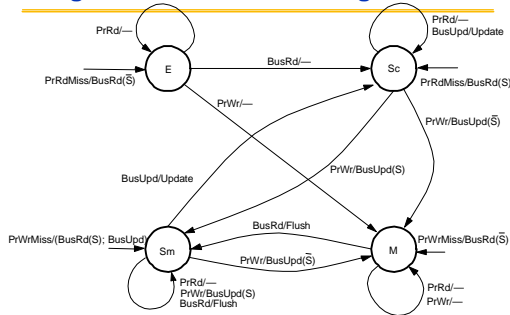 PrRd/—
PrRd/—
BusUpd/Update
E
BusRd/—
Sc
PrRdMiss/BusRd(S̅)
PrRdMiss/BusRd(S)
PrWr/—
PrWr/BusUpd(S̅)
BusUpd/Update
PrWr/BusUpd(S)
BusRd/Flush
PrWrMiss/(BusRd(S); BusUpd)
Sm
M
PrWrMiss/BusRd(S̅)
PrWr/BusUpd(S̅)
PrRd/—
PrWr/BusUpd(S)
BusRd/Flush
PrRd/—
PrWr/—